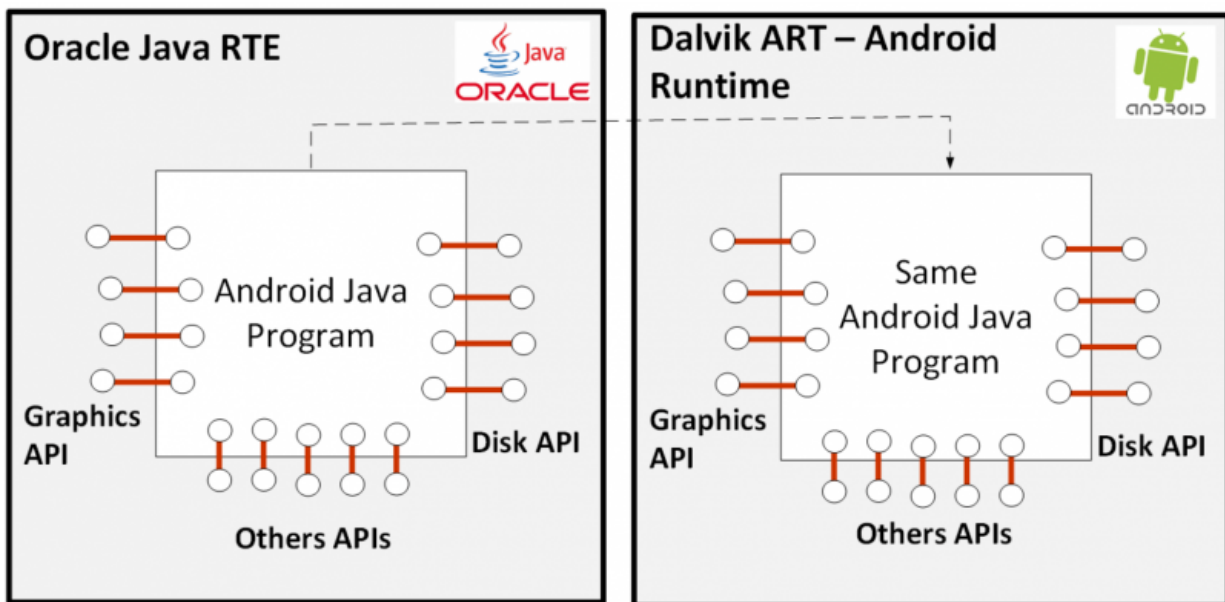 Oracle Java RTE
Java
ORACLE
Android Java
Program
Graphics
API
Disk API
Others APIs
Dalvik ART – Android
Runtime
ANDROID
Same
Android Java
Program
Graphics
API
Disk API
Others APIs